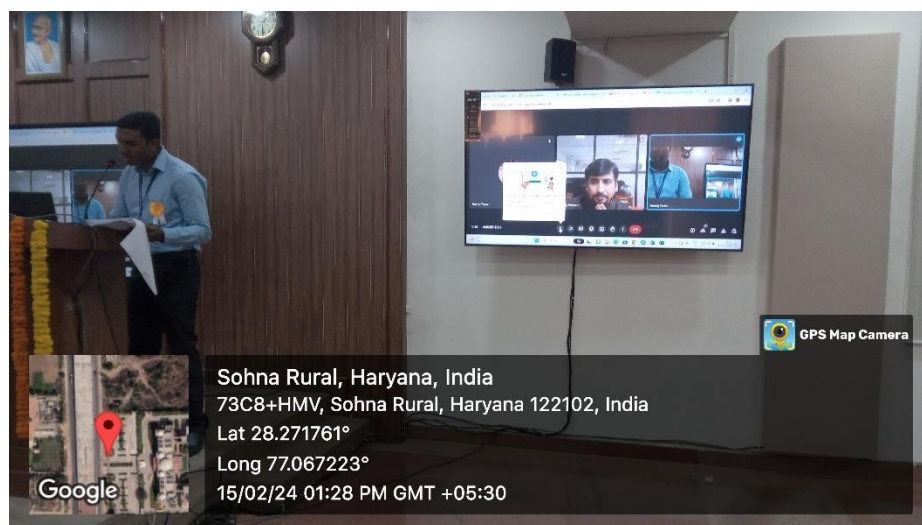 GPS Map Camera
Sohna Rural, Haryana, India
73C8+HMV, Sohna Rural, Haryana 122102, India
Lat 28.271761°
Long 77.067223°
15/02/24 01:28 PM GMT +05:30
Google